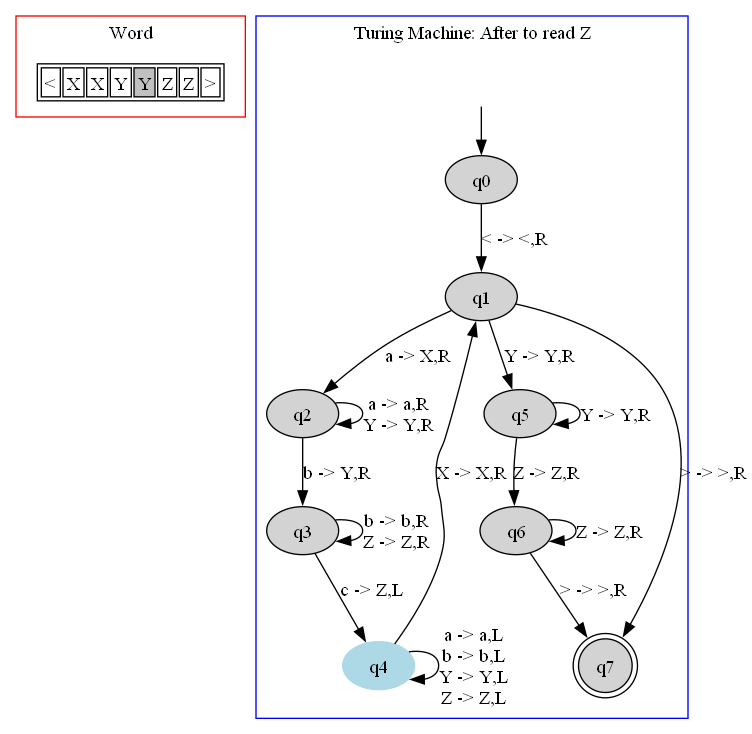 Word
< X X Y Y Z Z >
Turing Machine: After to read Z
q0
< -> <,R
q1
a -> X,R
Y -> Y,R
q2
a -> a,R
Y -> Y,R
q5
Y -> Y,R
b -> Y,R
X -> X,R
Z -> Z,R
> -> >,R
q3
b -> b,R
Z -> Z,R
q6
Z -> Z,R
c -> Z,L
> -> >,R
q4
a -> a,L
b -> b,L
Y -> Y,L
Z -> Z,L
q7